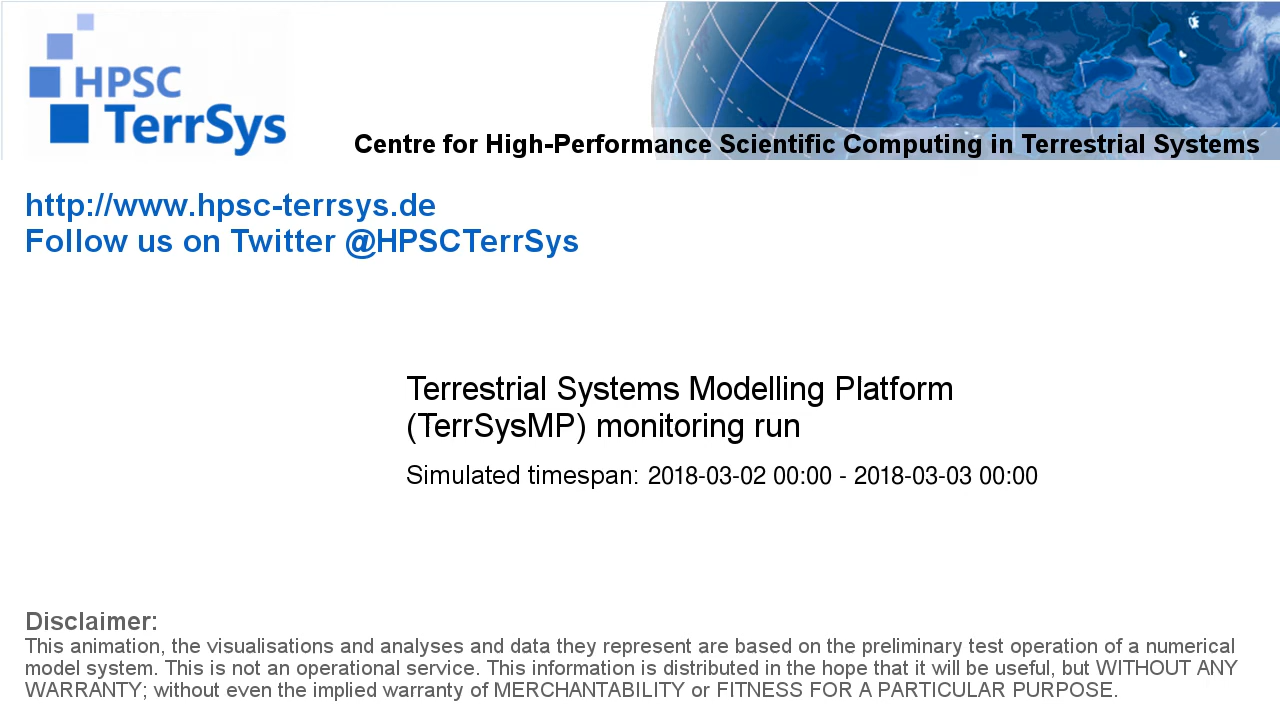 HPSC
TerrSys
Centre for High-Performance Scientific Computing in Terrestrial Systems
http://www.hpsc-terrsys.de
Follow us on Twitter @HPSCTerrSys
Terrestrial Systems Modelling Platform
(TerrSysMP) monitoring run
Simulated timespan: 2018-03-02 00:00 - 2018-03-03 00:00
Disclaimer:
This animation, the visualisations and analyses and data they represent are based on the preliminary test operation of a numerical
model system. This is not an operational service. This information is distributed in the hope that it will be useful, but WITHOUT ANY
WARRANTY; without even the implied warranty of MERCHANTABILITY or FITNESS FOR A PARTICULAR PURPOSE.